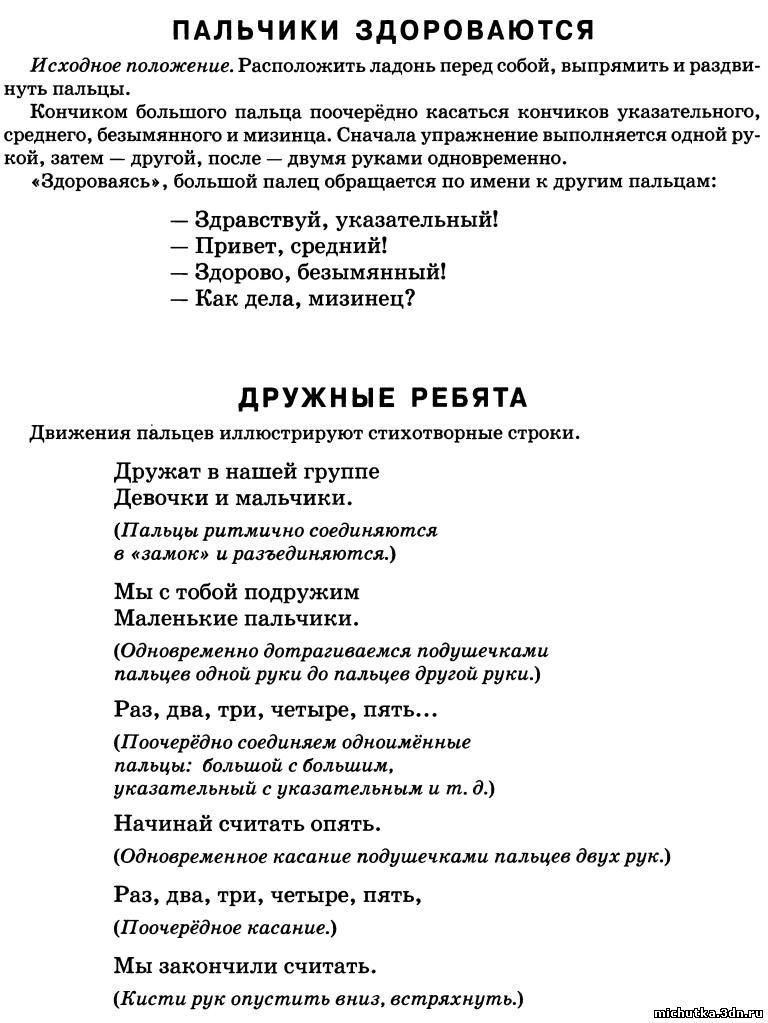 ПАЛЬЧИКИ ЗДОРОВАЮТСЯ
Исходное положение. Расположить ладонь перед собой, выпрямить и раздви-
нуть пальцы.
Кончиком большого пальца поочерёдно касаться кончиков указательного,
среднего, безымянного и мизинца. Сначала упражнение выполняется одной ру-
кой, затем — другой, после — двумя руками одновременно.
«Здороваясь», большой палец обращается по имени к другим пальцам:
— Здравствуй, указательный!
— Привет, средний!
— Здорово, безымянный!
— Как дела, мизинец?
ДРУЖНЫЕ РЕБЯТА
Движения пальцев иллюстрируют стихотворные строки.
Дружат в нашей группе
Девочки и мальчики.
(Пальцы ритмично соединяются
в «замок» и разъединяются.)
Мы с тобой подружим
Маленькие пальчики.
(Одновременно дотрагиваемся подушечками
пальцев одной руки до пальцев другой руки.)
Раз, два, три, четыре, пять...
(Поочерёдно соединяем одноимённые
пальцы: большой с большим,
указательный с указательным и т. д.)
Начинай считать опять.
(Одновременное касание подушечками пальцев двух рук.)
Раз, два, три, четыре, пять,
(Поочерёдное касание.)
Мы закончили считать.
(Кисти рук опустить вниз, встряхнуть.)
michutka.3dn.ru